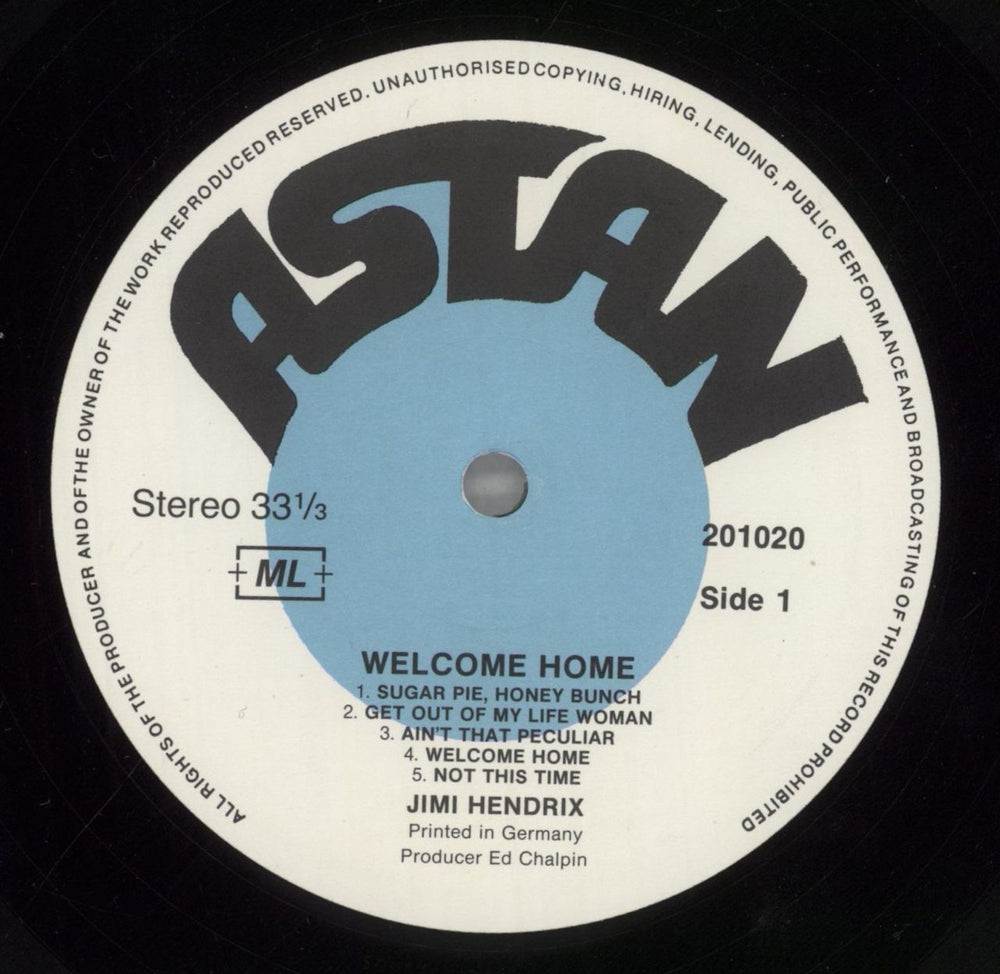 ALL RIGHTS OF THE PRODUCER AND OF THE OWNER OF THE WORK REPRODUCED RESERVED. UNAUTHORISED COPYING, HIRING, LENDING, PUBLIC PERFORMANCE AND BROADCASTING OF THIS RECORD PROHIBITED
ASTAN
Stereo 33⅓
ML
201020
Side 1
WELCOME HOME
1. SUGAR PIE, HONEY BUNCH
2. GET OUT OF MY LIFE WOMAN
3. AIN'T THAT PECULIAR
4. WELCOME HOME
5. NOT THIS TIME
JIMI HENDRIX
Printed in Germany
Producer Ed Chalpin